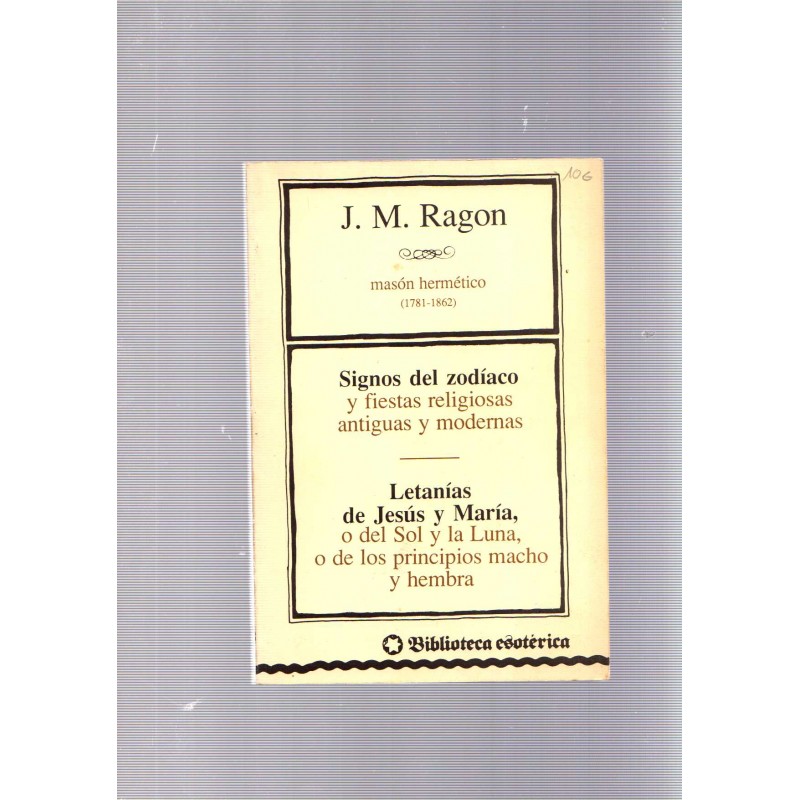 106
J. M. Ragon
masón hermético
(1781-1862)
Signos del zodíaco
y fiestas religiosas
antiguas y modernas
Letanías
de Jesús y María,
o del Sol y la Luna,
o de los principios macho
y hembra
Biblioteca esotérica